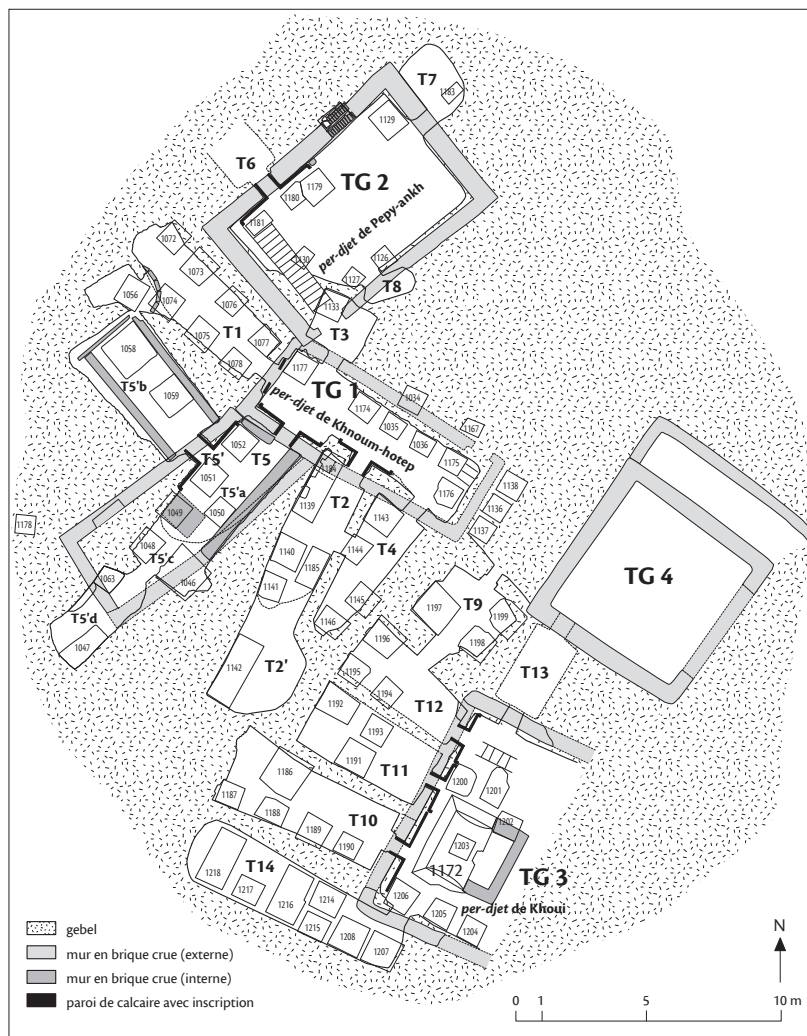 T7
1183
1129
T6
TG 2
1179
1180
1181
per-djet de Pepy-ankh
1072
1130
1126
1073
1127
T8
1056
1074
1076
1133
T3
1075
T1
1077
1058
1078
1177
TG 1
T5'b
per-djet de Khnoum-hotep
1034
1059
1174
1167
1035
1052
1036
T5'
T5
1175
1051
1184
1138
T5'a
T2
1176
1139
1136
1178
1049
1050
1143
1137
TG 4
1048
1140
1144
T4
T5'c
1185
1063
1046
1141
1145
1197
T9
1199
T5'd
1146
1047
1196
1198
1142
T2'
1195
T13
1194
T12
1192
1193
1191
T11
1200
1186
1201
1187
T10
1202
1188
1189
1203
1190
T14
1172
TG 3
1218
1217
1214
1206
per-djet de Khoui
1216
1205
1215
1208
1204
1207
gebel
mur en brique crue (externe)
mur en brique crue (interne)
paroi de calcaire avec inscription
N
0 1 5 10 m